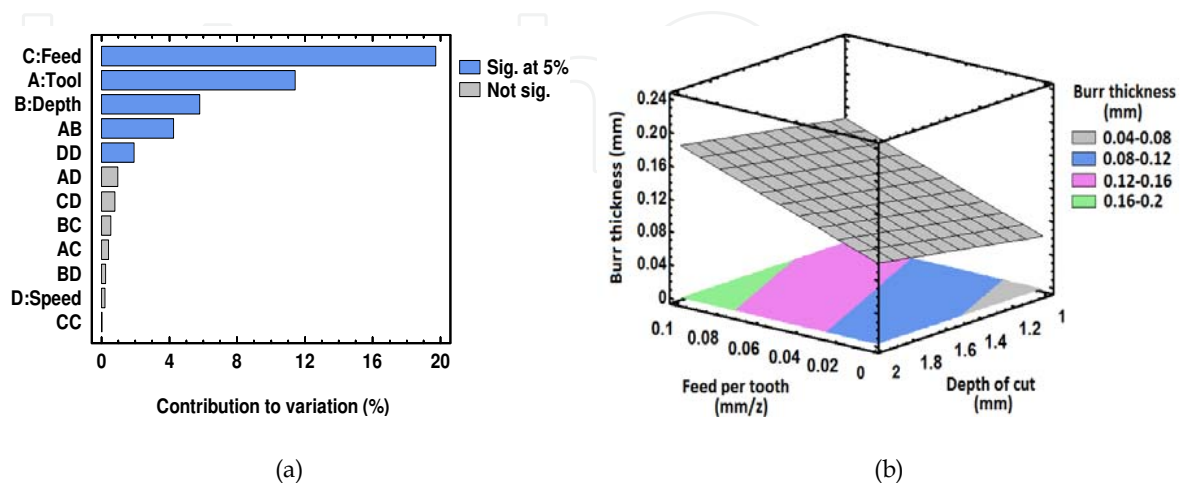 C:Feed
A:Tool
B:Depth
AB
DD
AD
CD
BC
AC
BD
D:Speed
CC
0 4 8 12 16 20
Contribution to variation (%)
Sig. at 5%
Not sig.
(a)
Burr thickness (mm)
0.24
0.20
0.16
0.12
0.08
0.04
0
0.1 0.08 0.06 0.04 0.02 0
Feed per tooth
(mm/z)
2 1.8 1.6 1.4 1.2 1
Depth of cut
(mm)
Burr thickness
(mm)
0.04-0.08
0.08-0.12
0.12-0.16
0.16-0.2
(b)